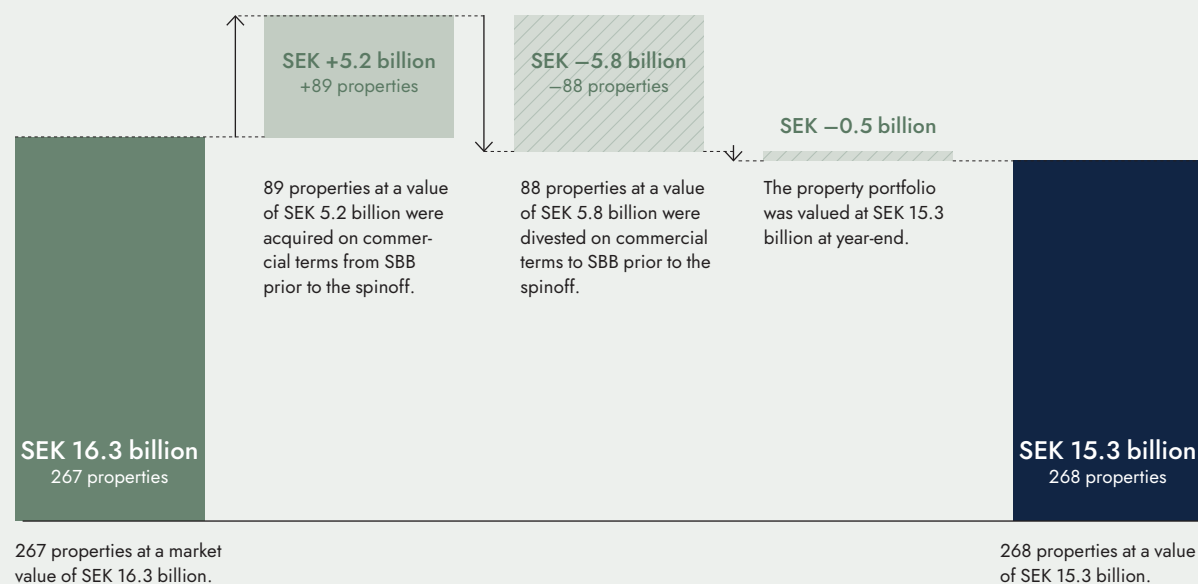 SEK +5.2 billion
+89 properties
SEK –5.8 billion
–88 properties
SEK –0.5 billion
89 properties at a value
of SEK 5.2 billion were
acquired on commer-
cial terms from SBB
prior to the spinoff.
88 properties at a value
of SEK 5.8 billion were
divested on commercial
terms to SBB prior to the
spinoff.
The property portfolio
was valued at SEK 15.3
billion at year-end.
SEK 16.3 billion
267 properties
SEK 15.3 billion
268 properties
267 properties at a market
value of SEK 16.3 billion.
268 properties at a value
of SEK 15.3 billion.